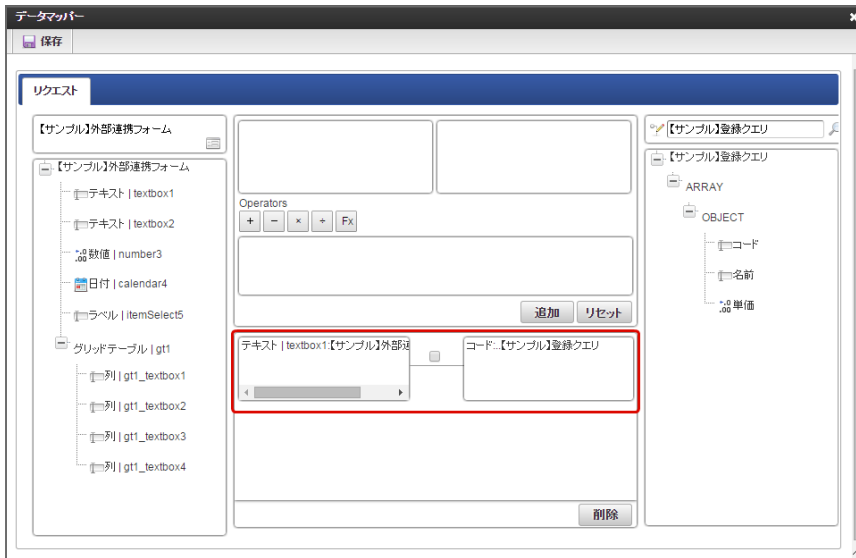 データマッパー
保存
リクエスト
【サンプル】外部連携フォーム
【サンプル】外部連携フォーム
テキスト | textbox1
テキスト | textbox2
数値 | number3
日付 | calendar4
ラベル | itemSelect5
グリッドテーブル | gt1
列 | gt1_textbox1
列 | gt1_textbox2
列 | gt1_textbox3
列 | gt1_textbox4
Operators
+ − × ÷ Fx
追加 リセット
テキスト | textbox1:【サンプル】外部
コード:..【サンプル】登録クエリ
削除
【サンプル】登録クエリ
【サンプル】登録クエリ
ARRAY
OBJECT
コード
名前
単価